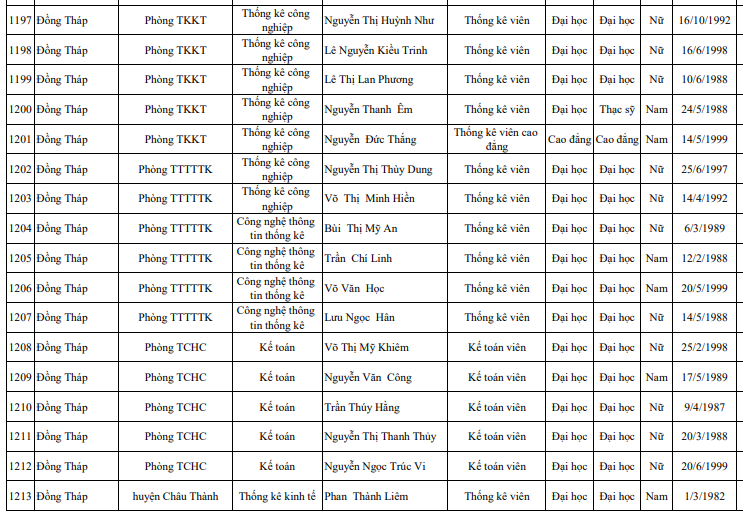 1197 Đồng Tháp Phòng TKKT Thống kê công nghiệp Nguyễn Thị Huỳnh Như Thống kê viên Đại học Đại học Nữ 16/10/1992
1198 Đồng Tháp Phòng TKKT Thống kê công nghiệp Lê Nguyễn Kiều Trinh Thống kê viên Đại học Đại học Nữ 16/6/1998
1199 Đồng Tháp Phòng TKKT Thống kê công nghiệp Lê Thị Lan Phương Thống kê viên Đại học Đại học Nữ 10/6/1988
1200 Đồng Tháp Phòng TKKT Thống kê công nghiệp Nguyễn Thanh Êm Thống kê viên Đại học Thạc sỹ Nam 24/5/1988
1201 Đồng Tháp Phòng TKKT Thống kê công nghiệp Nguyễn Đức Thắng Thống kê viên cao đẳng Cao đẳng Cao đẳng Nam 14/5/1999
1202 Đồng Tháp Phòng TTTTTK Thống kê công nghiệp Nguyễn Thị Thùy Dung Thống kê viên Đại học Đại học Nữ 25/6/1997
1203 Đồng Tháp Phòng TTTTTK Thống kê công nghiệp Võ Thị Minh Hiền Thống kê viên Đại học Đại học Nữ 14/4/1992
1204 Đồng Tháp Phòng TTTTTK Công nghệ thông tin thống kê Bùi Thị Mỹ An Thống kê viên Đại học Đại học Nữ 6/3/1989
1205 Đồng Tháp Phòng TTTTTK Công nghệ thông tin thống kê Trần Chí Linh Thống kê viên Đại học Đại học Nam 12/2/1988
1206 Đồng Tháp Phòng TTTTTK Công nghệ thông tin thống kê Võ Văn Học Thống kê viên Đại học Đại học Nam 20/5/1999
1207 Đồng Tháp Phòng TTTTTK Công nghệ thông tin thống kê Lưu Ngọc Hân Thống kê viên Đại học Đại học Nữ 14/5/1988
1208 Đồng Tháp Phòng TCHC Kế toán Võ Thị Mỹ Khiêm Kế toán viên Đại học Đại học Nữ 25/2/1998
1209 Đồng Tháp Phòng TCHC Kế toán Nguyễn Văn Công Kế toán viên Đại học Đại học Nam 17/5/1989
1210 Đồng Tháp Phòng TCHC Kế toán Trần Thúy Hằng Kế toán viên Đại học Đại học Nữ 9/4/1987
1211 Đồng Tháp Phòng TCHC Kế toán Nguyễn Thị Thanh Thủy Kế toán viên Đại học Đại học Nữ 20/3/1988
1212 Đồng Tháp Phòng TCHC Kế toán Nguyễn Ngọc Trúc Vi Kế toán viên Đại học Đại học Nữ 20/6/1999
1213 Đồng Tháp huyện Châu Thành Thống kê kinh tế Phan Thành Liêm Thống kê viên Đại học Đại học Nam 1/3/1982